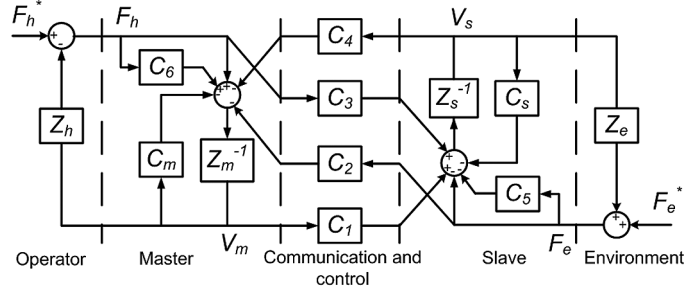 F_h^* F_h V_s
+ -
C_4
C_6
+ + - -
C_3
Z_s^{-1} C_s
Z_h Z_e
C_m Z_m^{-1} C_2
+ + - - -
C_5
C_1
+ + F_e^*
V_m F_e
Operator Master Communication and control Slave Environment